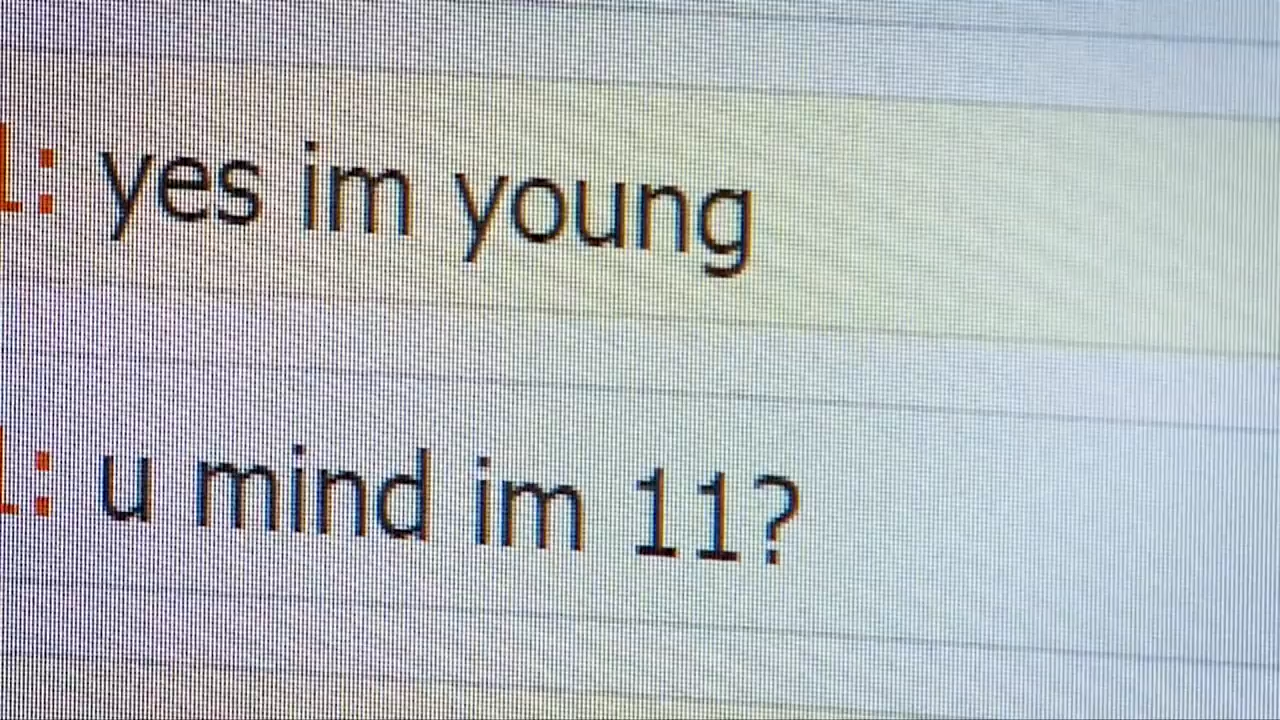 : yes im young
: u mind im 11?